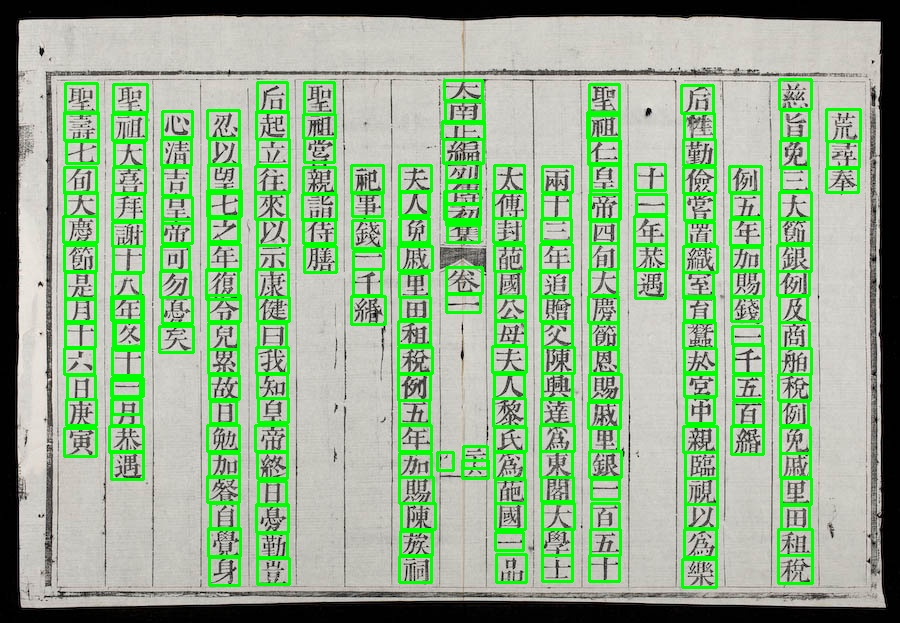 荒尋奉
慈旨免三大節銀例及商舶稅例免戚里田租稅
例五年加賜錢一千五百緡
后性勤儉嘗置織室育蠶於宮中親臨視以爲樂
十一年恭遇
聖祖仁皇帝四旬大慶節恩賜戚里銀一百五十
兩十三年追贈父陳興達爲東閣大學士
太傅封葩國公母夫人黎氏爲葩國一品
大南正編列傳初集 卷二 二十六
夫人免戚里田租稅例五年加賜陳族祠
祀事錢一千緡
聖祖嘗親詣侍膳
后起立往來以示康健曰我知皇帝終日憂勤豈
忍以望七之年復爲兒累故日勉加餐自覺身
心清吉皇帝可勿憂矣
聖祖大喜拜謝十八年冬十一月恭遇
聖壽七旬大慶節是月十六日庚寅